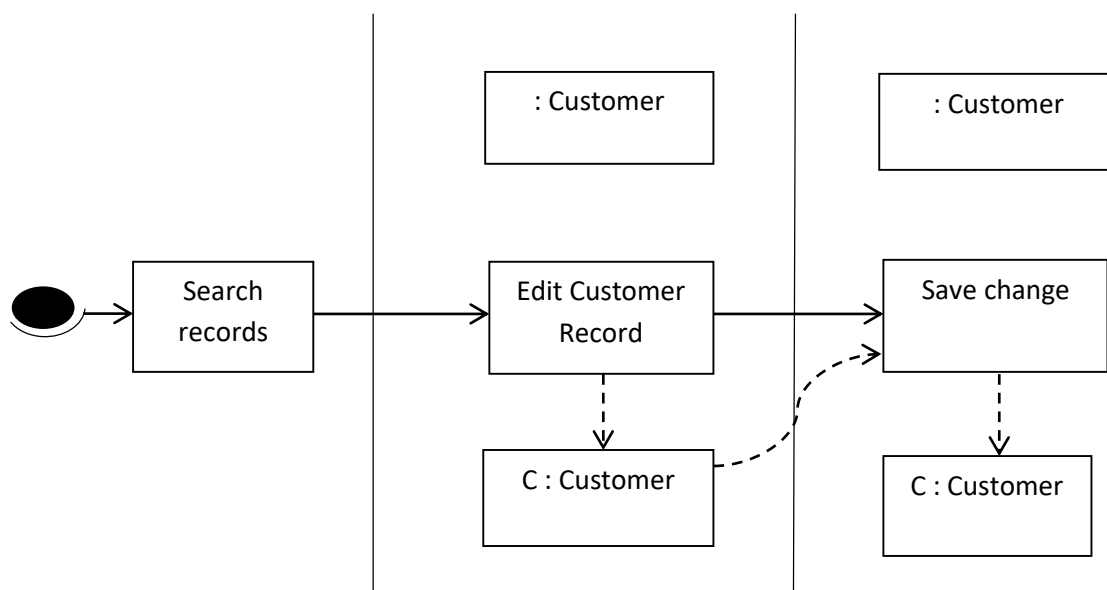 : Customer
: Customer
Search
records
Edit Customer
Record
Save change
C : Customer
C : Customer